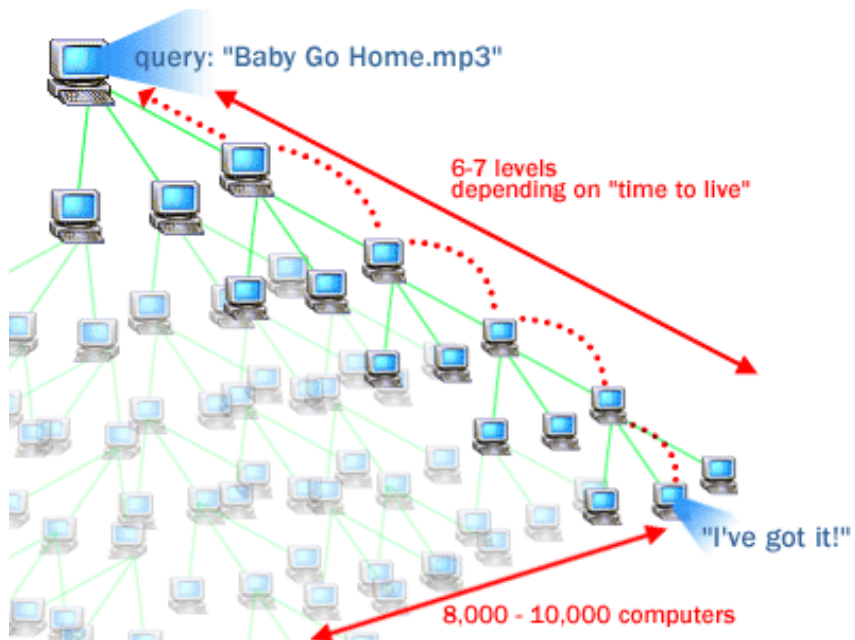 query: "Baby Go Home.mp3"
6-7 levels
depending on "time to live"
"I've got it!"
8,000 - 10,000 computers